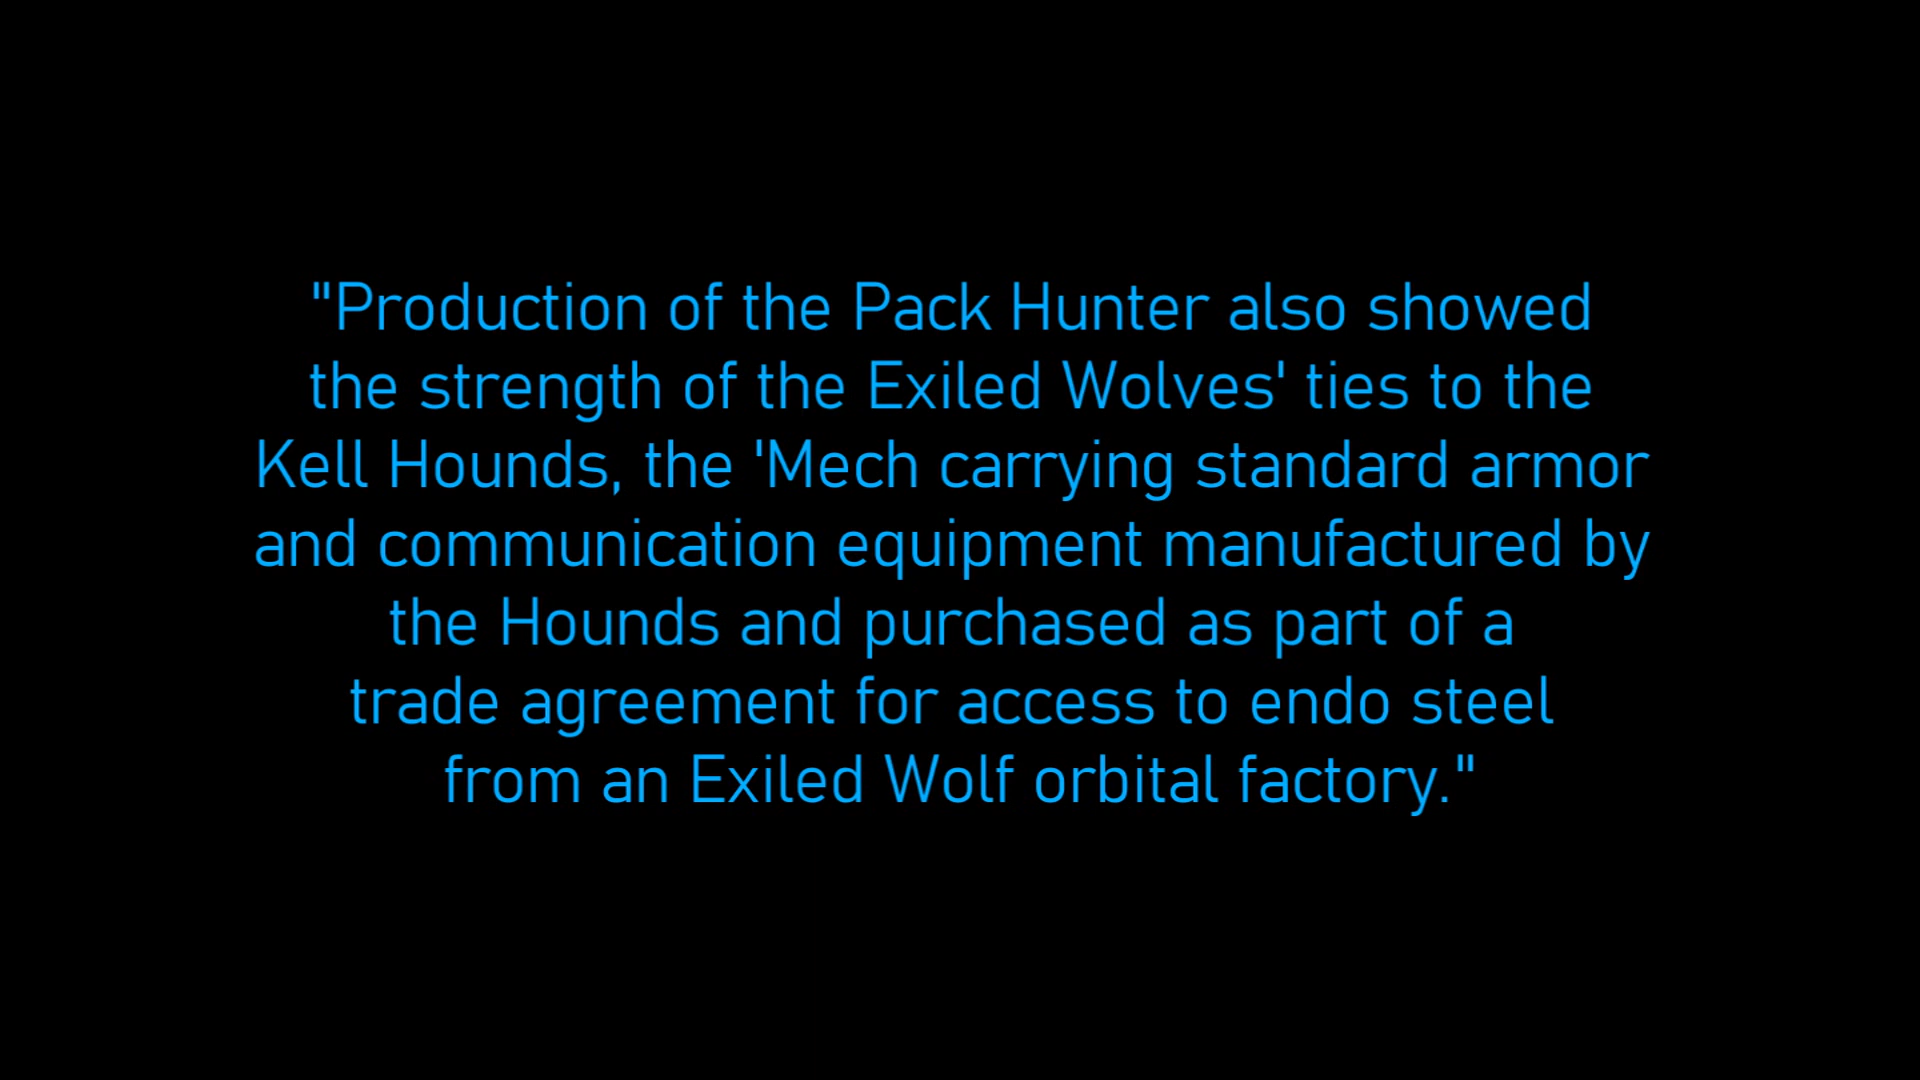 "Production of the Pack Hunter also showed
the strength of the Exiled Wolves' ties to the
Kell Hounds, the 'Mech carrying standard armor
and communication equipment manufactured by
the Hounds and purchased as part of a
trade agreement for access to endo steel
from an Exiled Wolf orbital factory."